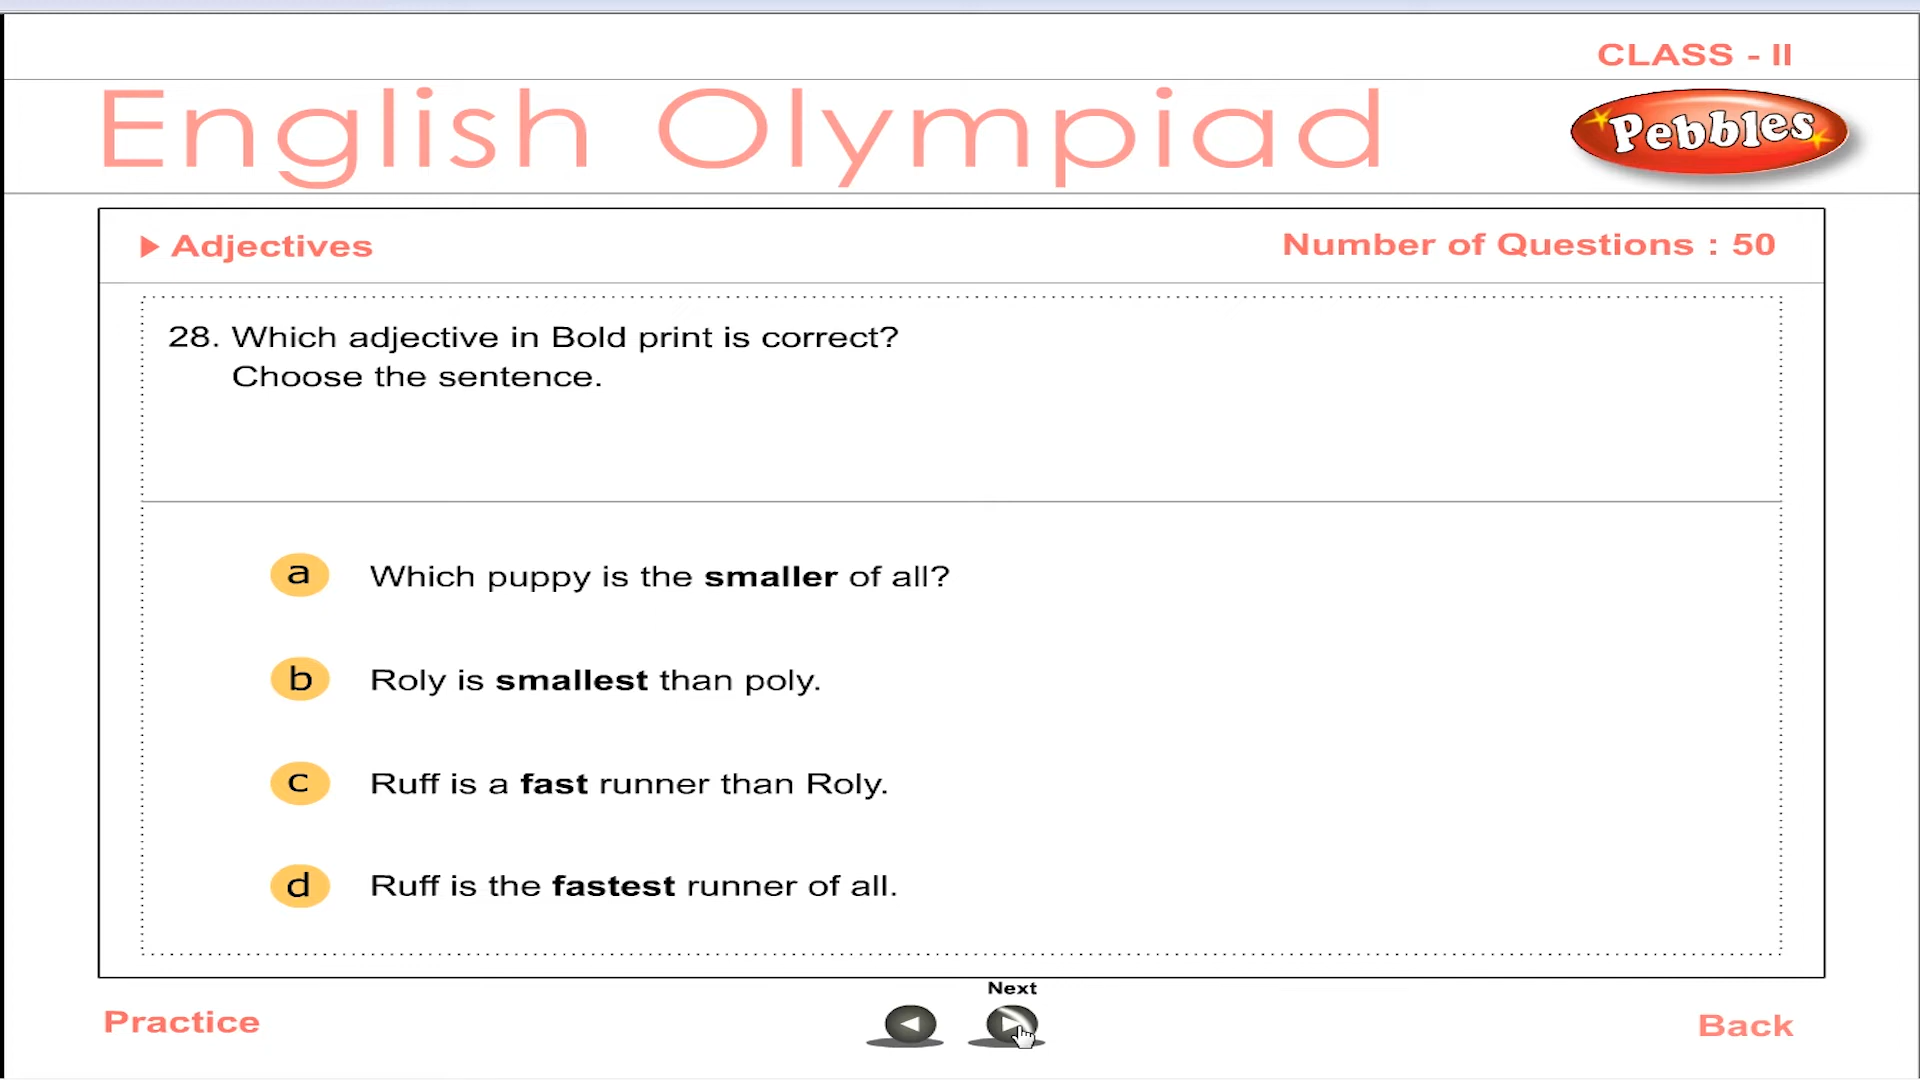 CLASS - II
English Olympiad
Pebbles
Adjectives
Number of Questions : 50
28. Which adjective in Bold print is correct?
Choose the sentence.
a Which puppy is the smaller of all?
b Roly is smallest than poly.
c Ruff is a fast runner than Roly.
d Ruff is the fastest runner of all.
Next
Practice
Back